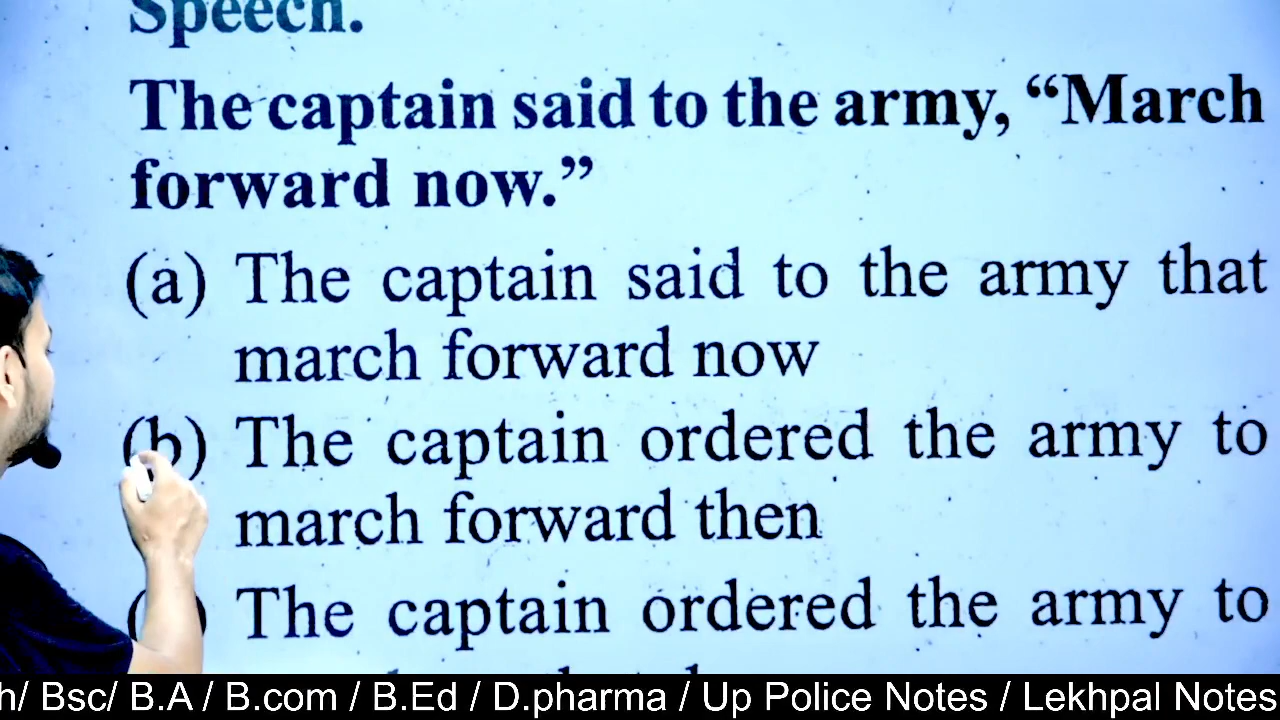 Speech.
The captain said to the army, “March
forward now.”
(a) The captain said to the army that
march forward now
(b) The captain ordered the army to
march forward then
The captain ordered the army to
h/ Bsc/ B.A / B.com / B.Ed / D.pharma / Up Police Notes / Lekhpal Notes